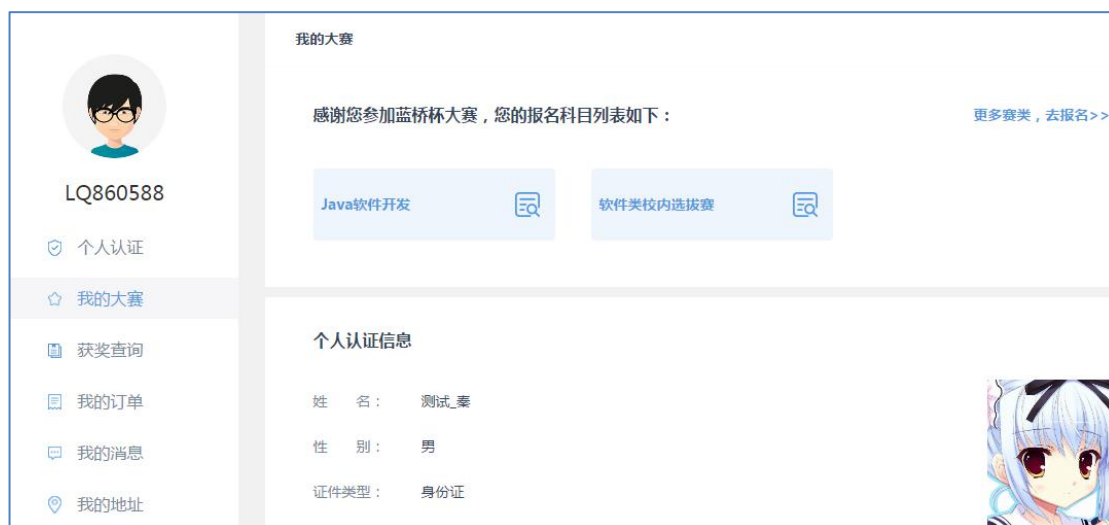 我的大赛
感谢您参加蓝桥杯大赛，您的报名科目列表如下：
更多赛类，去报名>>
LQ860588
Java软件开发
软件类校内选拔赛
个人认证
我的大赛
获奖查询
我的订单
我的消息
我的地址
个人认证信息
姓 名： 测试_秦
性 别： 男
证件类型： 身份证